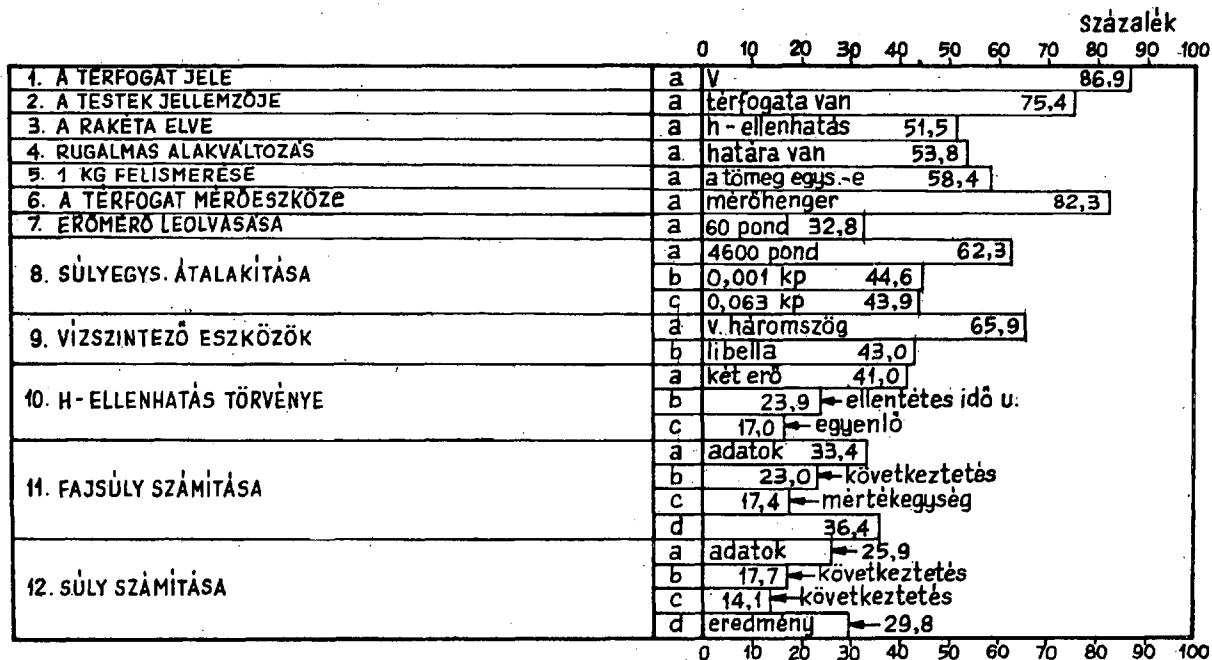 Százalék
0 10 20 30 40 50 60 70 80 90 100
1. A TÉRFOGAT JELE a V 86,9
2. A TESTEK JELLEMZŐJE a térfogata van 75,4
3. A RAKÉTA ELVE a h-ellenhatás 51,5
4. RUGALMAS ALAKVÁLTOZÁS a. határa van 53,8
5. 1 KG FELISMERÉSE a a tömeg egys.-e 58,4
6. A TÉRFOGAT MÉRŐESZKÖZe a mérőhenger 82,3
7. ERŐMÉRŐ LEOLVASÁSA a 60 pond 32,8
8. SÚLYEGYS. ÁTALAKÍTÁSA
a 4600 pond 62,3
b 0,001 kp 44,6
c 0,063 kp 43,9
9. VÍZSZINTEZŐ ESZKÖZÖK
a v. háromszög 65,9
b libella 43,0
10. H-ELLENHATÁS TÖRVÉNYE
a két erő 41,0
b 23,9 ellentétes idő u.
c 17,0 egyenlő
11. FAJSÚLY SZÁMÍTÁSA
a adatok 33,4
b 23,0 következtetés
c 17,4 mértékegység
d 36,4
12. SÚLY SZÁMÍTÁSA
a adatok 25,9
b 17,7 következtetés
c 14,1 következtetés
d eredmény 29,8
0 10 20 30 40 50 60 70 80 90 100